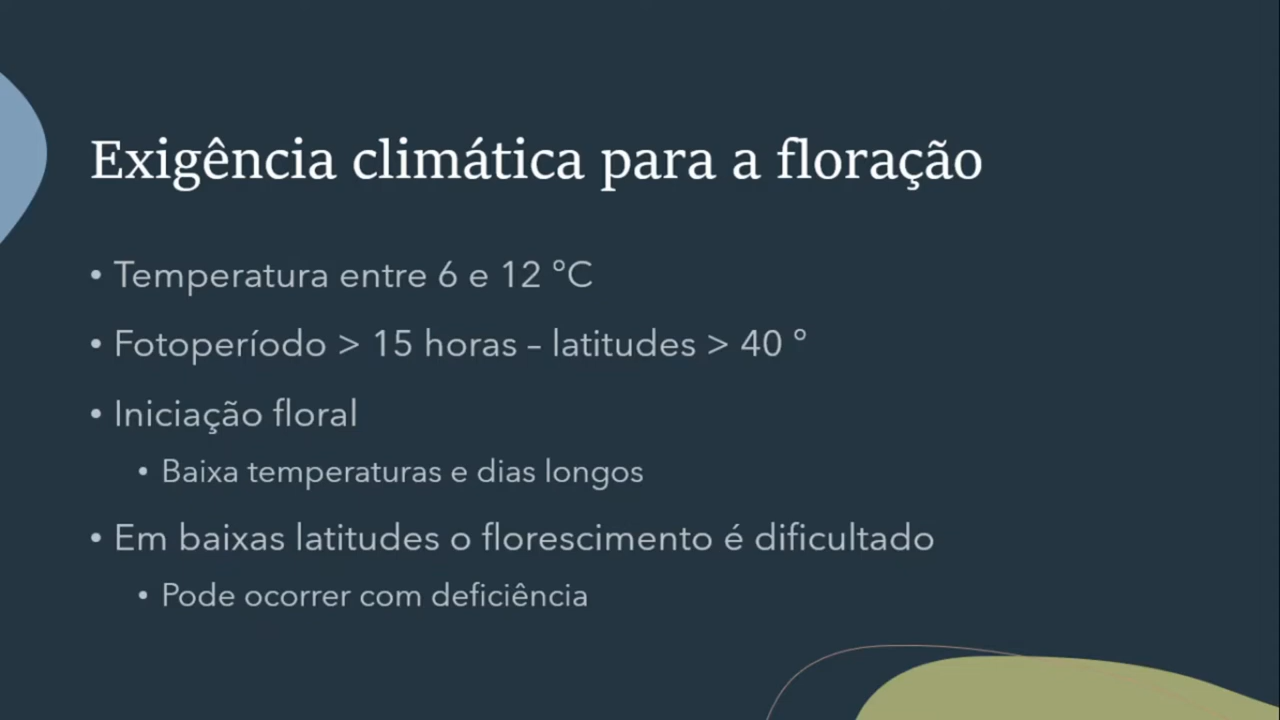 Exigência climática para a floração
• Temperatura entre 6 e 12 °C
• Fotoperíodo > 15 horas – latitudes > 40 °
• Iniciação floral
• Baixa temperaturas e dias longos
• Em baixas latitudes o florescimento é dificultado
• Pode ocorrer com deficiência